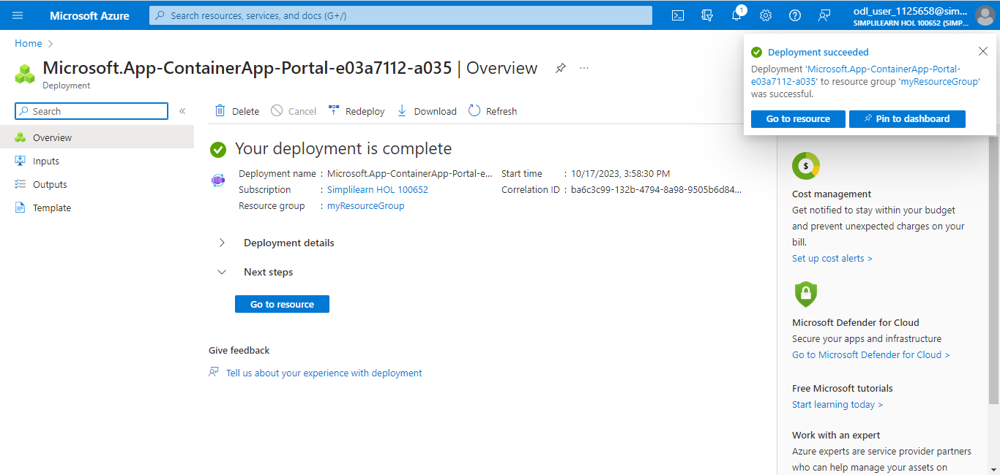 Microsoft Azure
Search resources, services, and docs (G+/)
1
odl_user_1125658@sim...
SIMPLILEARN HOL 100652 (SIMP...
Home
Microsoft.App-ContainerApp-Portal-e03a7112-a035 | Overview
Deployment
Search
Overview
Inputs
Outputs
Template
Delete
Cancel
Redeploy
Download
Refresh
Your deployment is complete
Deployment name : Microsoft.App-ContainerApp-Portal-e...
Subscription : Simplilearn HOL 100652
Resource group : myResourceGroup
Start time : 10/17/2023, 3:58:30 PM
Correlation ID : ba6c3c99-132b-4794-8a98-9505b6d84...
Deployment details
Next steps
Go to resource
Give feedback
Tell us about your experience with deployment
Deployment succeeded
Deployment 'Microsoft.App-ContainerApp-Portal-
e03a7112-a035' to resource group 'myResourceGroup'
was successful.
Go to resource
Pin to dashboard
$
Cost management
Get notified to stay within your budget
and prevent unexpected charges on your
bill.
Set up cost alerts >
Microsoft Defender for Cloud
Secure your apps and infrastructure
Go to Microsoft Defender for Cloud >
Free Microsoft tutorials
Start learning today >
Work with an expert
Azure experts are service provider partners
who can help manage your assets on